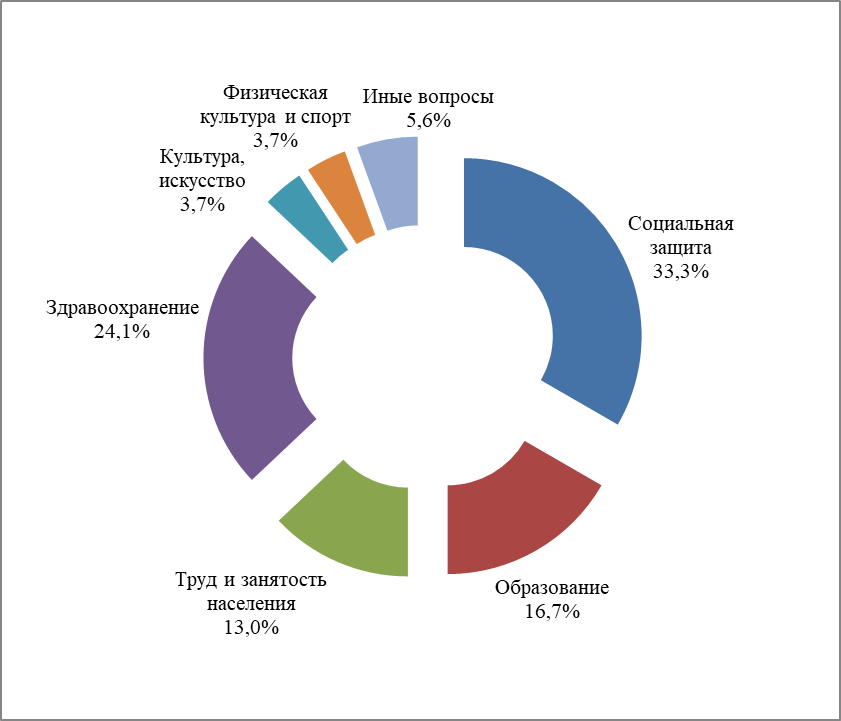 Физическая
культура и спорт
3,7%
Иные вопросы
5,6%
Культура,
искусство
3,7%
Социальная
защита
33,3%
Здравоохранение
24,1%
Труд и занятость
населения
13,0%
Образование
16,7%